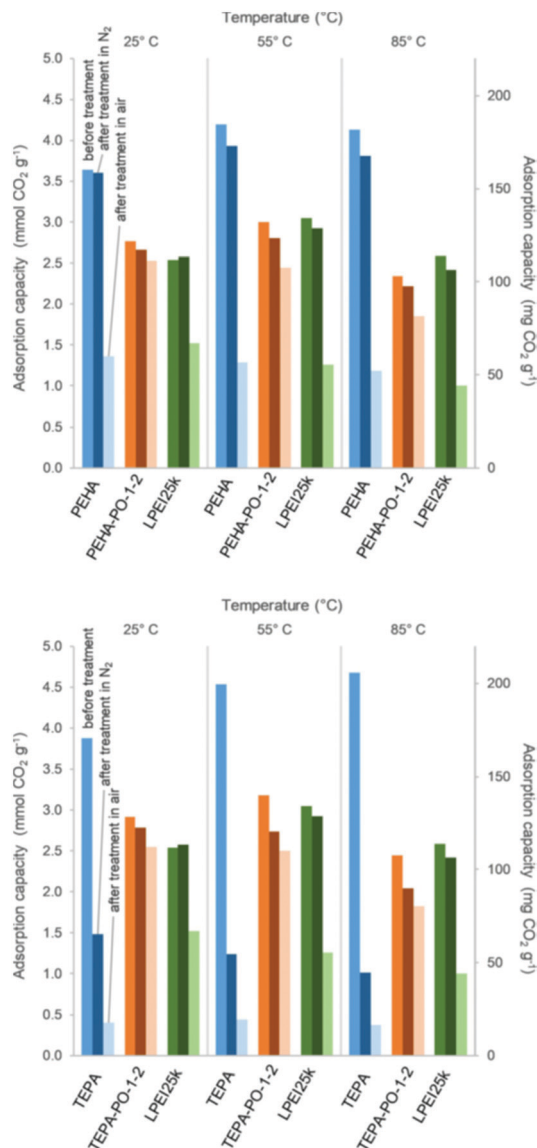 Temperature (°C)
25° C
55° C
85° C
Adsorption capacity (mmol CO₂ g⁻¹)
5.0
4.5
4.0
3.5
3.0
2.5
2.0
1.5
1.0
0.5
0.0
before treatment
after treatment in N₂
after treatment in air
200
150
100
50
0
Adsorption capacity (mg CO₂ g⁻¹)
PEHA
PEHA-PO-1-2
LPEI25k
PEHA
PEHA-PO-1-2
LPEI25k
PEHA
PEHA-PO-1-2
LPEI25k
Temperature (°C)
25° C
55° C
85° C
Adsorption capacity (mmol CO₂ g⁻¹)
5.0
4.5
4.0
3.5
3.0
2.5
2.0
1.5
1.0
0.5
0.0
before treatment
after treatment in N₂
after treatment in air
200
150
100
50
0
Adsorption capacity (mg CO₂ g⁻¹)
TEPA
TEPA-PO-1-2
LPEI25k
TEPA
TEPA-PO-1-2
LPEI25k
TEPA
TEPA-PO-1-2
LPEI25k